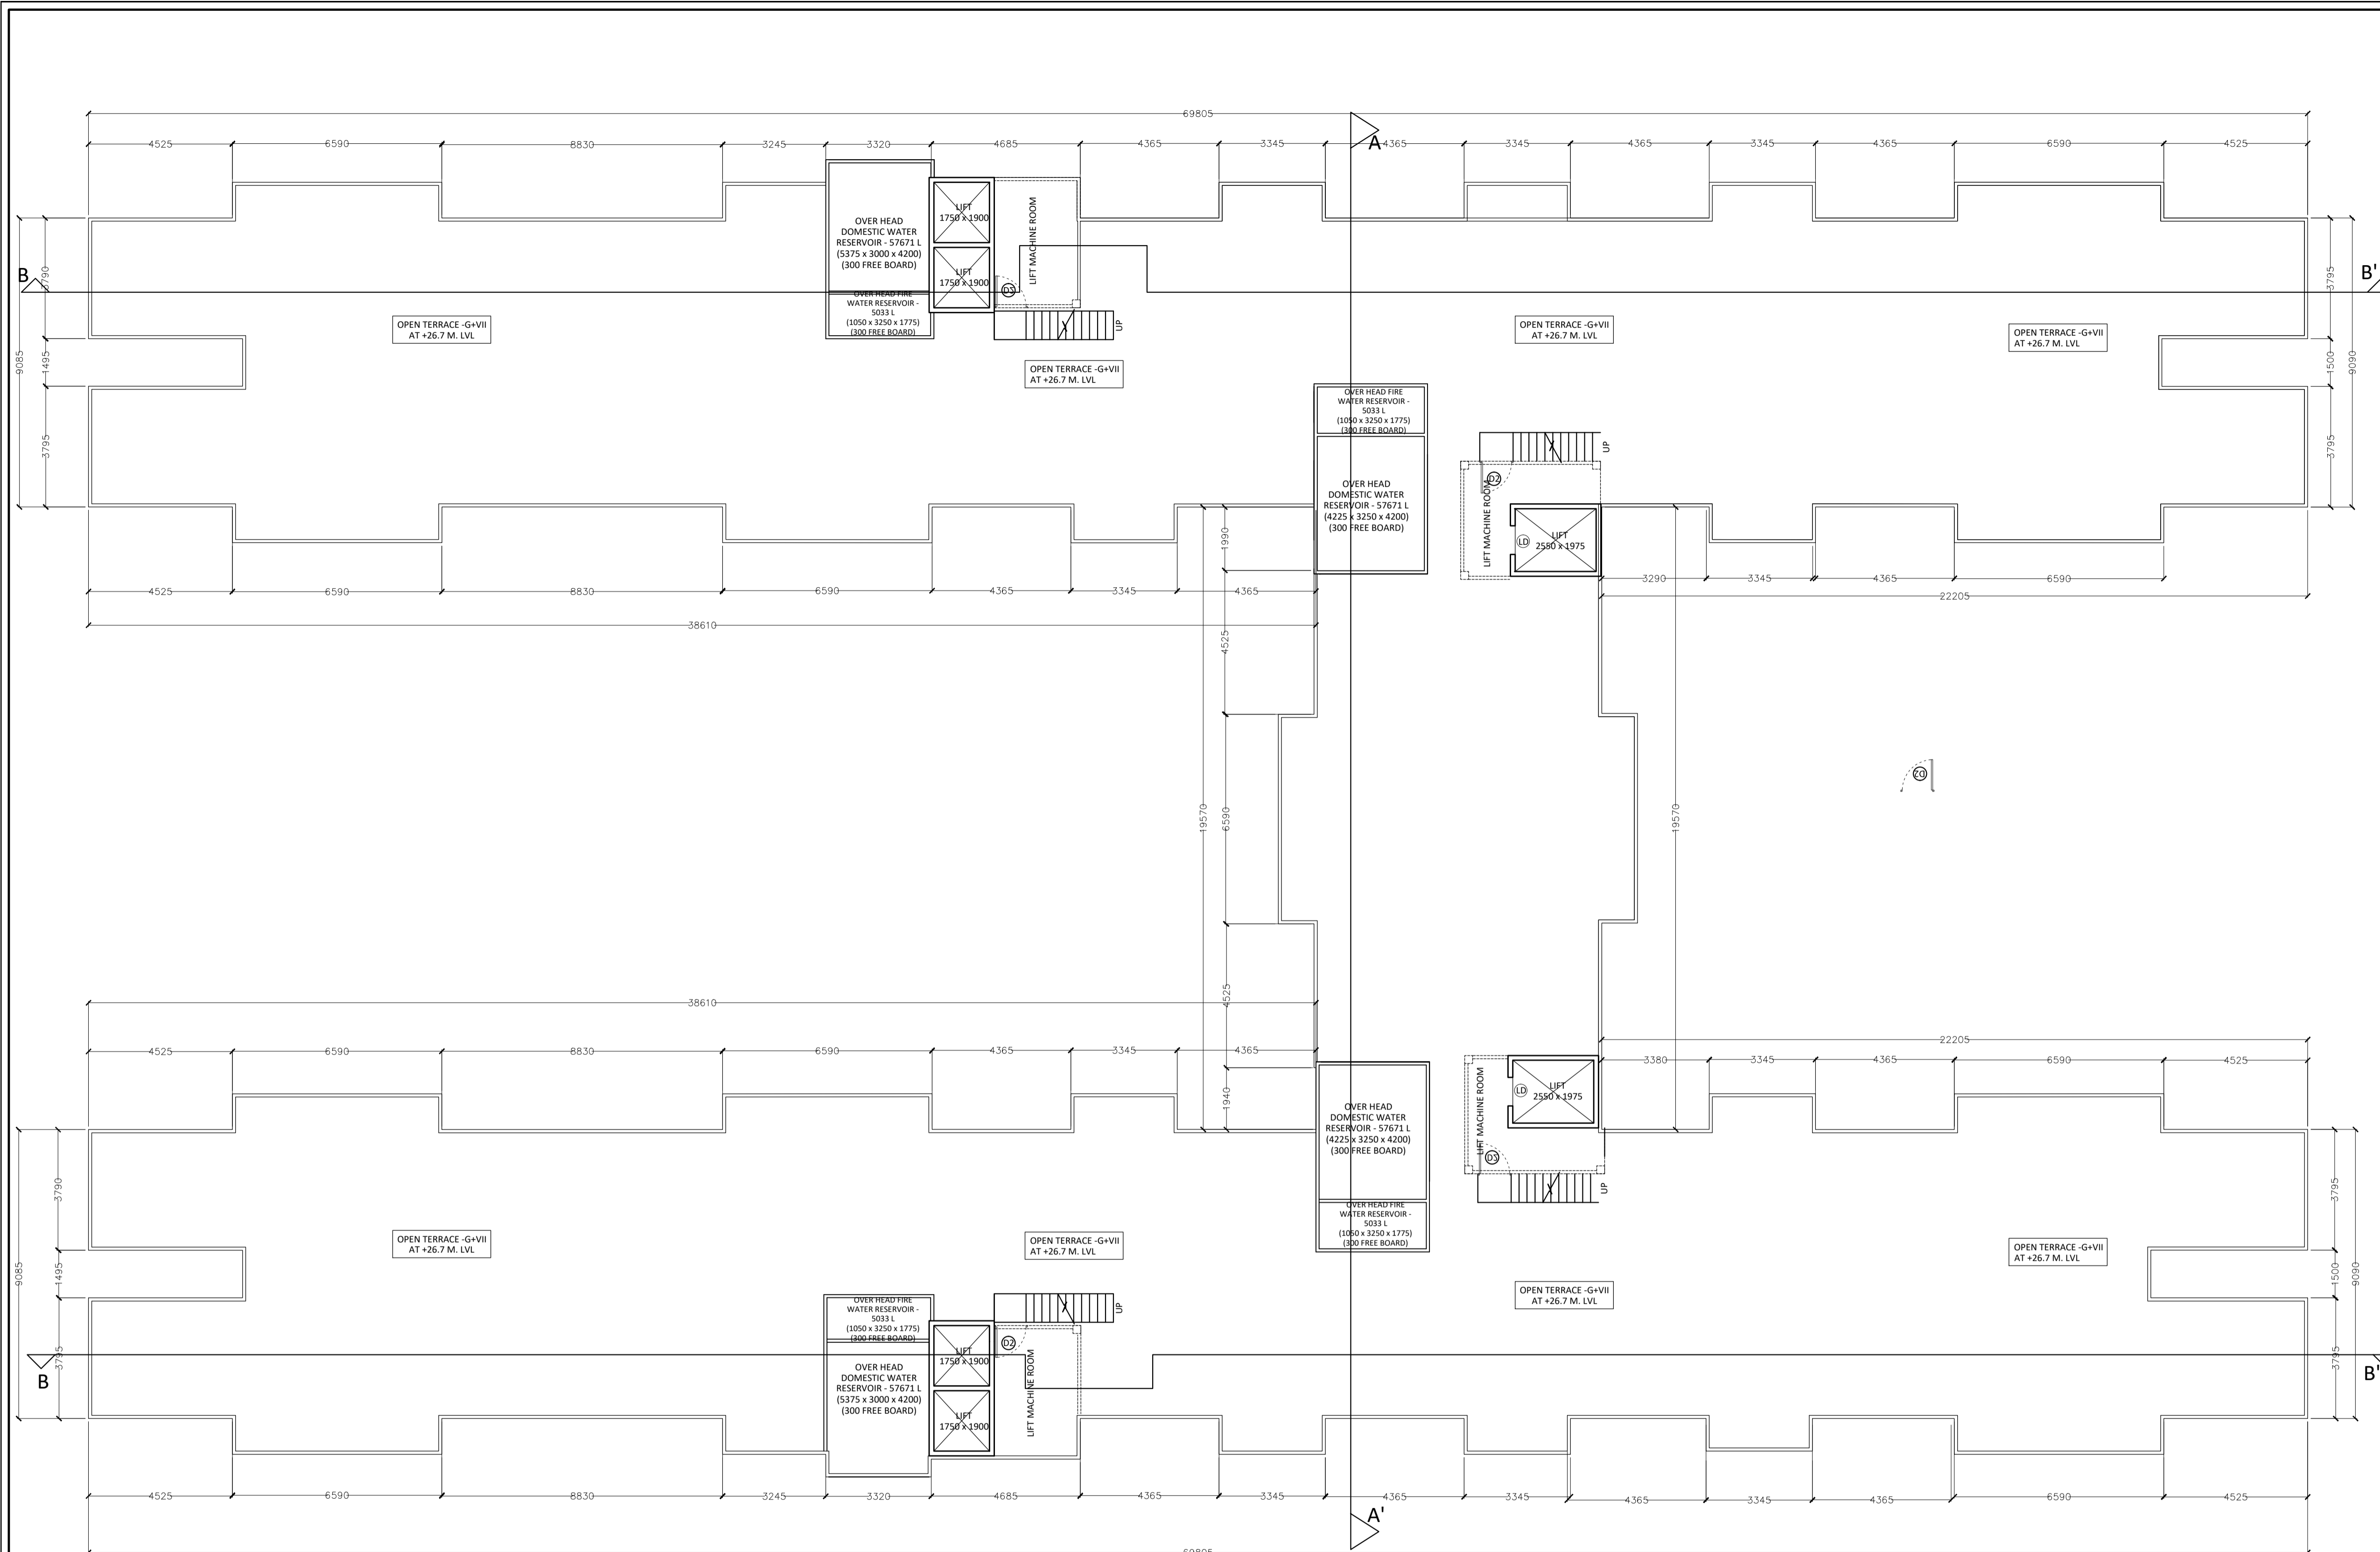 69805
4525 6590 8830 3245 3320 4685 4365 3345 4365 3345 4365 3345 4365 6590 4525
A
OVER HEAD
DOMESTIC WATER
RESERVOIR - 57671 L
(5375 x 3000 x 4200)
(300 FREE BOARD)
OVER HEAD FIRE
WATER RESERVOIR -
5033 L
(1050 x 3250 x 1775)
(300 FREE BOARD)
LIFT
1750 x 1900
LIFT
1750 x 1900
LIFT MACHINE ROOM
D2
UP
B
B'
3790
1495
3795
9085
3795
1500
3795
9090
OPEN TERRACE -G+VII
AT +26.7 M. LVL
OPEN TERRACE -G+VII
AT +26.7 M. LVL
OPEN TERRACE -G+VII
AT +26.7 M. LVL
OPEN TERRACE -G+VII
AT +26.7 M. LVL
OVER HEAD FIRE
WATER RESERVOIR -
5033 L
(1050 x 3250 x 1775)
(300 FREE BOARD)
OVER HEAD
DOMESTIC WATER
RESERVOIR - 57671 L
(4225 x 3250 x 4200)
(300 FREE BOARD)
UP
D2
LIFT MACHINE ROOM
LD
LIFT
2550 x 1975
4525 6590 8830 6590 4365 3345 4365
38610
3290 3345 4365 6590
22205
1990
4525
6590
4525
1940
19570
19570
D2
38610
4525 6590 8830 6590 4365 3345 4365
22205
3380 3345 4365 6590 4525
OVER HEAD
DOMESTIC WATER
RESERVOIR - 57671 L
(4225 x 3250 x 4200)
(300 FREE BOARD)
OVER HEAD FIRE
WATER RESERVOIR -
5033 L
(1050 x 3250 x 1775)
(300 FREE BOARD)
LIFT MACHINE ROOM
LD
LIFT
2550 x 1975
D2
UP
3790
1495
3795
9085
3795
1500
3795
9090
OPEN TERRACE -G+VII
AT +26.7 M. LVL
OPEN TERRACE -G+VII
AT +26.7 M. LVL
OPEN TERRACE -G+VII
AT +26.7 M. LVL
OPEN TERRACE -G+VII
AT +26.7 M. LVL
OVER HEAD FIRE
WATER RESERVOIR -
5033 L
(1050 x 3250 x 1775)
(300 FREE BOARD)
OVER HEAD
DOMESTIC WATER
RESERVOIR - 57671 L
(5375 x 3000 x 4200)
(300 FREE BOARD)
LIFT
1750 x 1900
LIFT
1750 x 1900
D2
LIFT MACHINE ROOM
UP
B
B'
4525 6590 8830 3245 3320 4685 4365 3345 4365 3345 4365 3345 4365 6590 4525
A'
69805